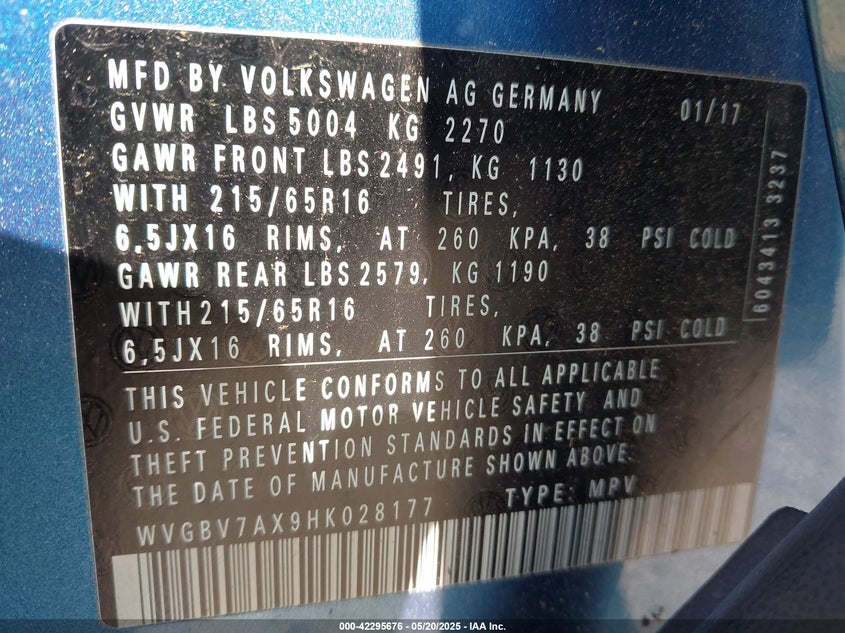 MFD BY VOLKSWAGEN AG GERMANY 01/17
GVWR LBS 5004 KG 2270
GAWR FRONT LBS 2491, KG 1130
WITH 215/65R16 TIRES,
6,5JX16 RIMS, AT 260 KPA, 38 PSI COLD
GAWR REAR LBS 2579, KG 1190
WITH 215/65R16 TIRES,
6,5JX16 RIMS, AT 260 KPA, 38 PSI COLD
THIS VEHICLE CONFORMS TO ALL APPLICABLE
U.S. FEDERAL MOTOR VEHICLE SAFETY AND
THEFT PREVENTION STANDARDS IN EFFECT ON
THE DATE OF MANUFACTURE SHOWN ABOVE.
WVGBV7AX9HK028177 TYPE: MPV
6043413 3237
000-42295676 - 05/20/2025 - IAA Inc.